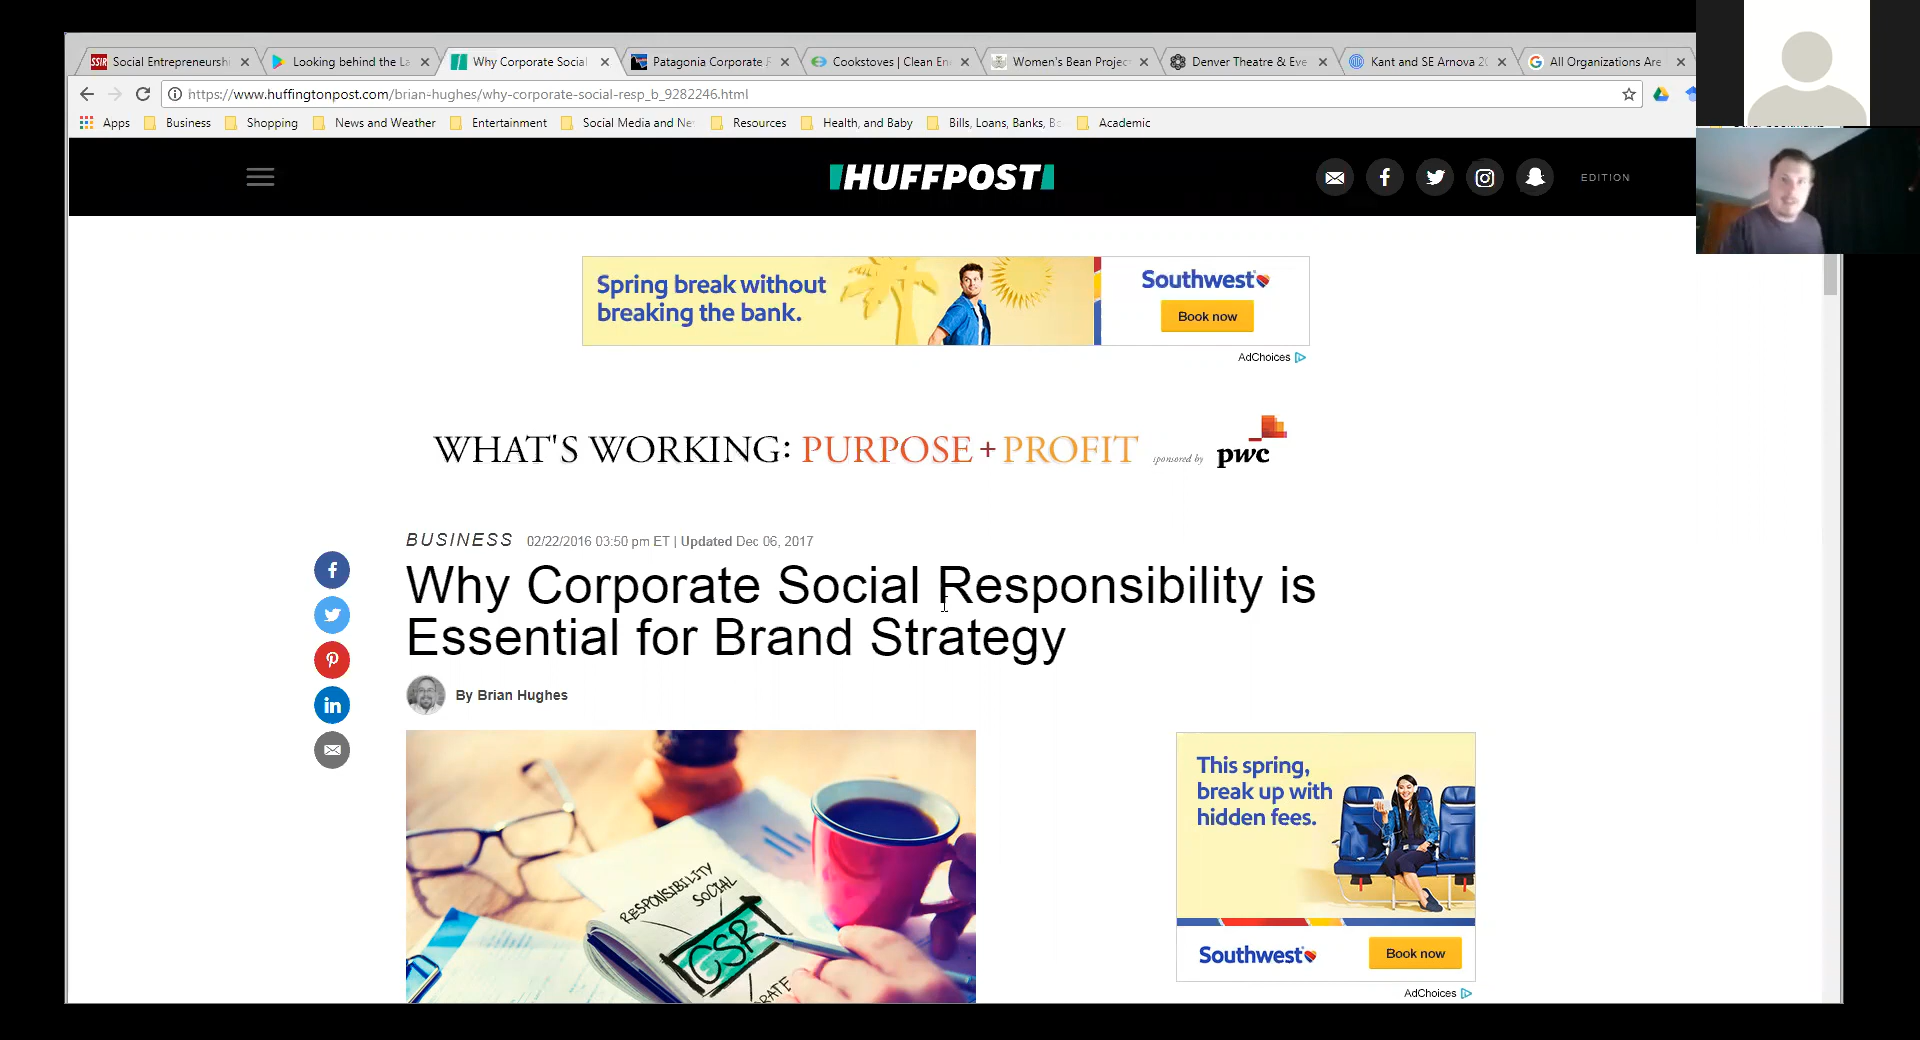 Social Entrepreneursh
Looking behind the La
Why Corporate Social
Patagonia Corporate
Cookstoves | Clean En
Women's Bean Projec
Denver Theatre & Eve
Kant and SE Arnova 20
All Organizations Are
https://www.huffingtonpost.com/brian-hughes/why-corporate-social-resp_b_9282246.html
Apps
Business
Shopping
News and Weather
Entertainment
Social Media and Ne
Resources
Health, and Baby
Bills, Loans, Banks, Bo
Academic
HUFFPOST
EDITION
Spring break without
breaking the bank.
Southwest
Book now
AdChoices
WHAT'S WORKING: PURPOSE + PROFIT sponsored by pwc
BUSINESS 02/22/2016 03:50 pm ET | Updated Dec 06, 2017
Why Corporate Social Responsibility is
Essential for Brand Strategy
By Brian Hughes
RESPONSIBILITY
SOCIAL
CSR
RATE
This spring,
break up with
hidden fees.
Southwest
Book now
AdChoices